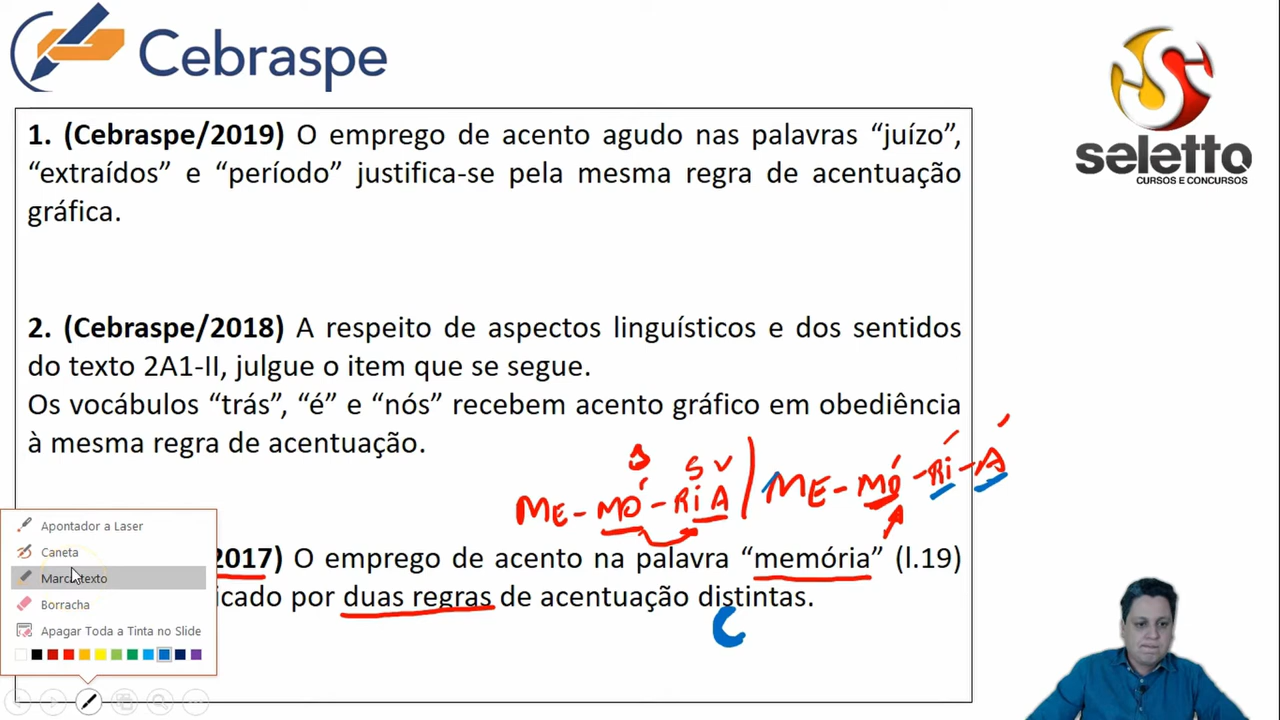 Cebraspe
seletto
CURSOS E CONCURSOS
1. (Cebraspe/2019) O emprego de acento agudo nas palavras “juízo”,
“extraídos” e “período” justifica-se pela mesma regra de acentuação
gráfica.
2. (Cebraspe/2018) A respeito de aspectos linguísticos e dos sentidos
do texto 2A1-II, julgue o item que se segue.
Os vocábulos “trás”, “é” e “nós” recebem acento gráfico em obediência
à mesma regra de acentuação.
SV
ME-MÓ-RIA | ME-MÓ-RI-A
2017) O emprego de acento na palavra “memória” (l.19)
icado por duas regras de acentuação distintas.
C
Apontador a Laser
Caneta
Marca-texto
Borracha
Apagar Toda a Tinta no Slide